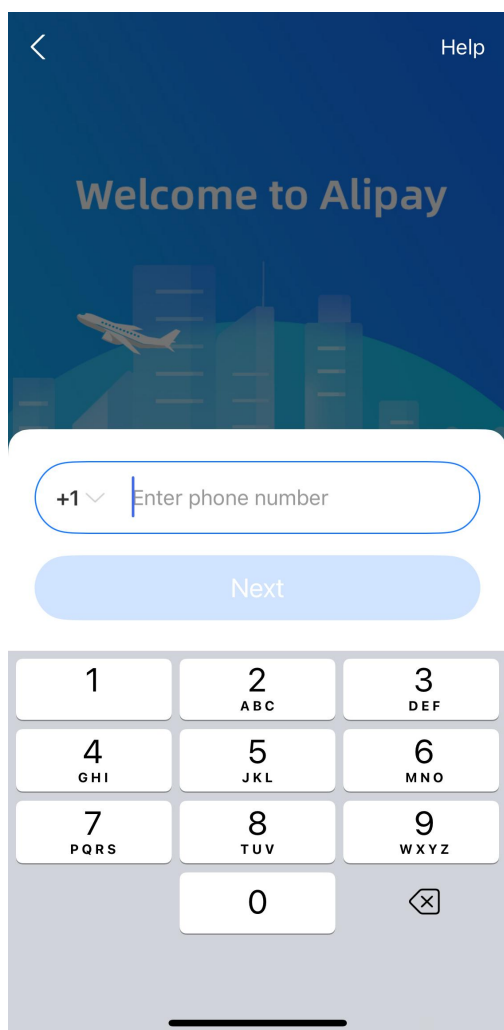 Help
Welcome to Alipay
+1 Enter phone number
Next
1 2 3
ABC DEF
4 5 6
GHI JKL MNO
7 8 9
PQRS TUV WXYZ
0